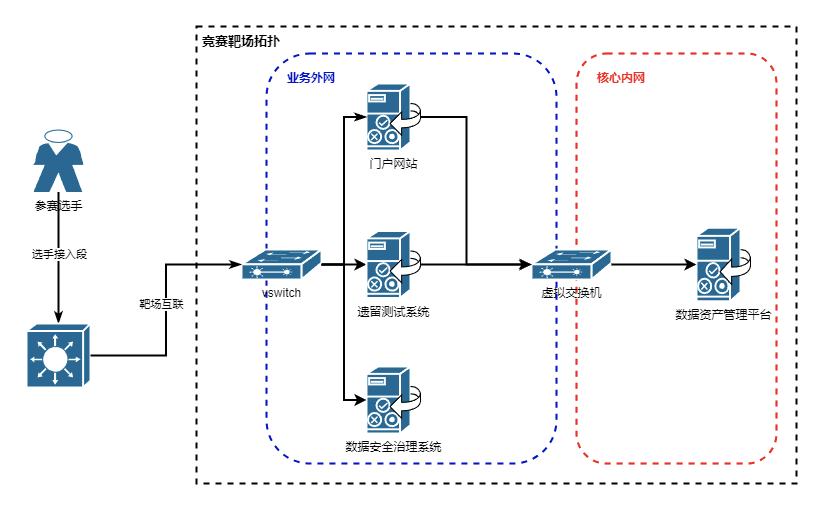 竞赛靶场拓扑
业务外网
核心内网
门户网站
参赛选手
选手接入段
靶场互联
vswitch
虚拟交换机
遗留测试系统
数据资产管理平台
数据安全治理系统